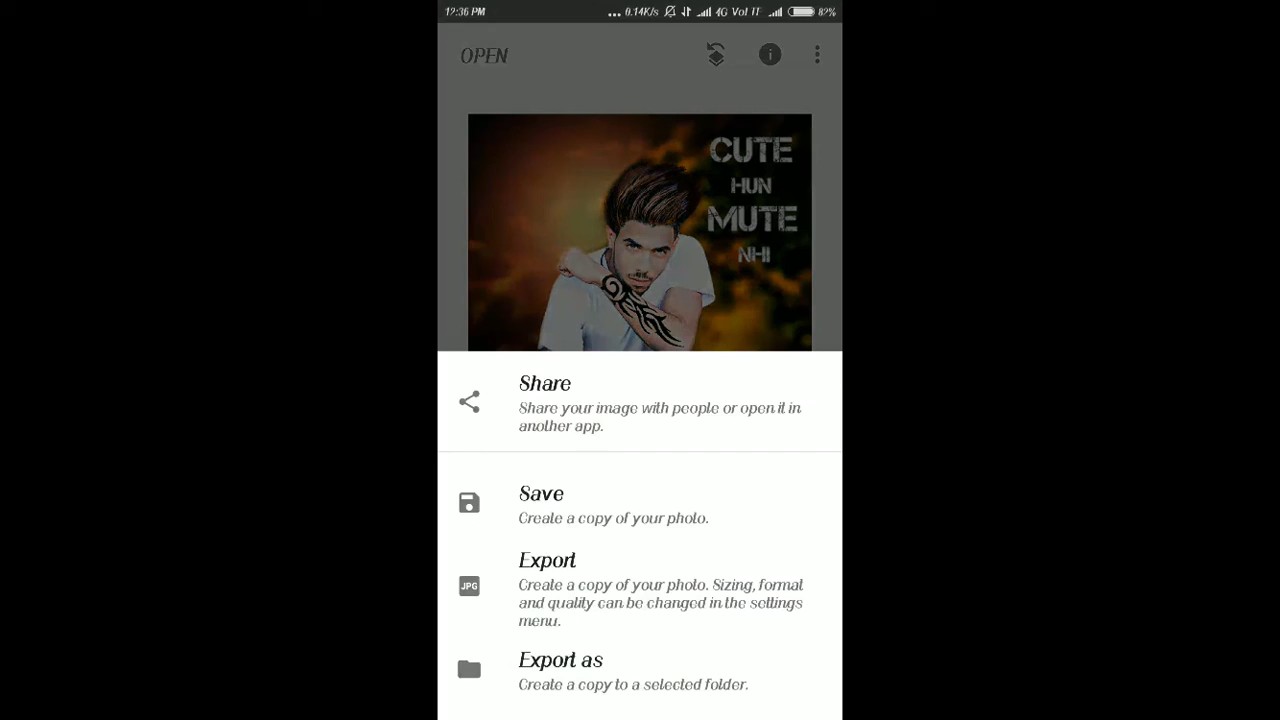 12:36 PM
... 0.14K/s 4G VoLTE 82%
OPEN
CUTE
HUN
MUTE
NHI
Share
Share your image with people or open it in
another app.
Save
Create a copy of your photo.
JPG
Export
Create a copy of your photo. Sizing, format
and quality can be changed in the settings
menu.
Export as
Create a copy to a selected folder.